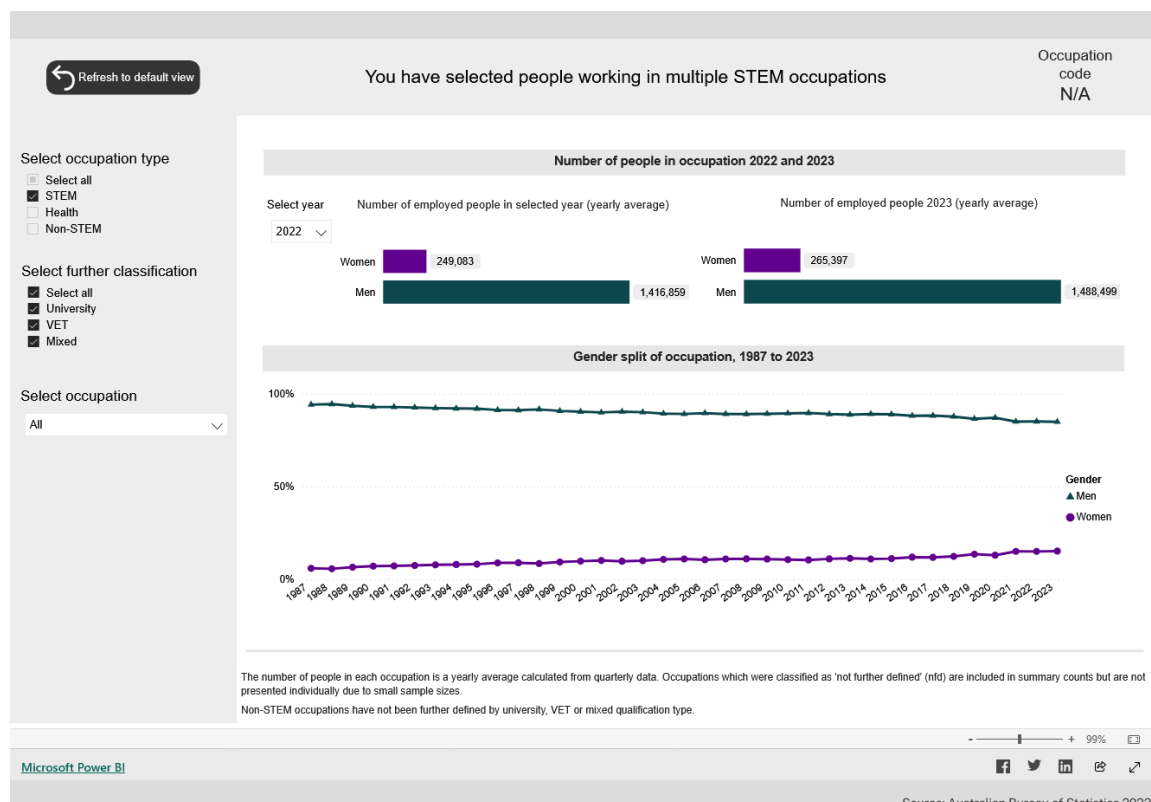 Refresh to default view
You have selected people working in multiple STEM occupations
Occupation
code
N/A
Select occupation type
Select all
STEM
Health
Non-STEM
Select further classification
Select all
University
VET
Mixed
Select occupation
All
Number of people in occupation 2022 and 2023
Select year
2022
Number of employed people in selected year (yearly average)
Women 249,083
Men 1,416,859
Number of employed people 2023 (yearly average)
Women 265,397
Men 1,488,499
Gender split of occupation, 1987 to 2023
100%
50%
0%
1987 1988 1989 1990 1991 1992 1993 1994 1995 1996 1997 1998 1999 2000 2001 2002 2003 2004 2005 2006 2007 2008 2009 2010 2011 2012 2013 2014 2015 2016 2017 2018 2019 2020 2021 2022 2023
Gender
Men
Women
The number of people in each occupation is a yearly average calculated from quarterly data. Occupations which were classified as 'not further defined' (nfd) are included in summary counts but are not
presented individually due to small sample sizes.
Non-STEM occupations have not been further defined by university, VET or mixed qualification type.
- + 99%
Microsoft Power BI
Source: Australian Bureau of Statistics 2023